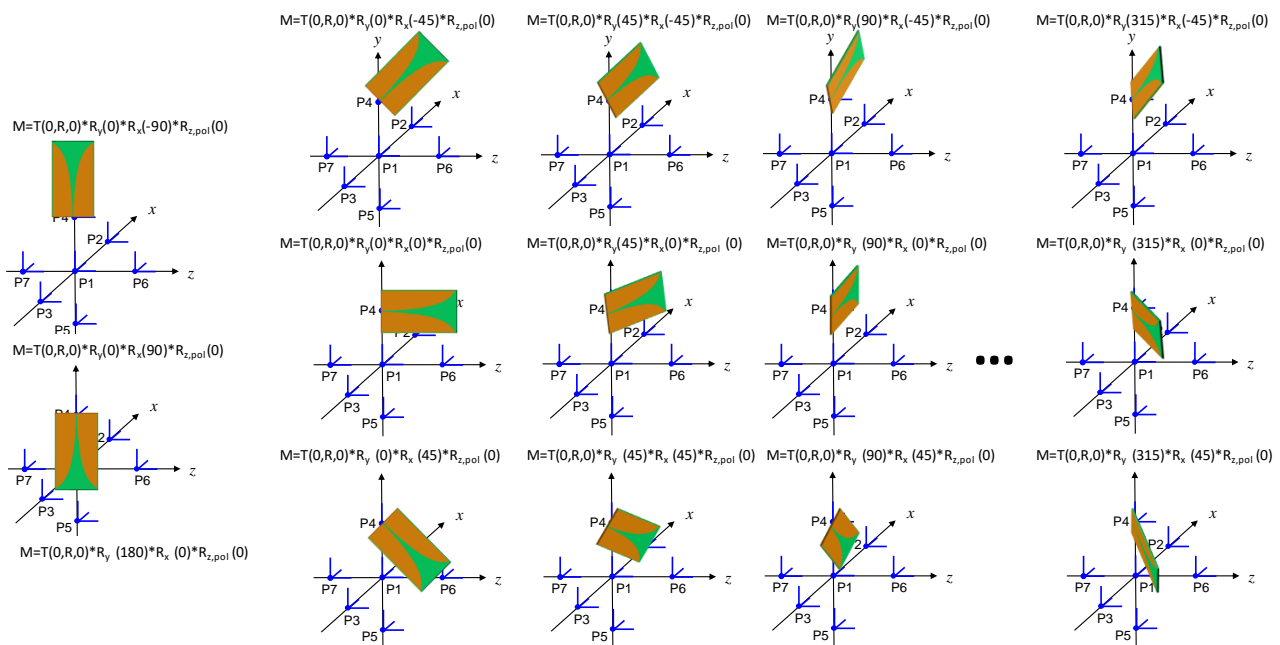 M=T(0,R,0)*Ry(0)*Rx(-45)*Rz,pol(0)
M=T(0,R,0)*Ry(45)*Rx(-45)*Rz,pol(0)
M=T(0,R,0)*Ry(90)*Rx(-45)*Rz,pol(0)
M=T(0,R,0)*Ry(315)*Rx(-45)*Rz,pol(0)
y
y
y
y
P4
x
P2
z
P7
P1
P6
P3
P5
x
P2
z
P7
P1
P6
P3
P5
P4
x
P2
z
P7
P1
P6
P3
P5
x
P2
z
P7
P1
P6
P3
P5
M=T(0,R,0)*Ry(0)*Rx(-90)*Rz,pol(0)
P4
x
P2
z
P7
P1
P6
P3
P5
M=T(0,R,0)*Ry(0)*Rx(0)*Rz,pol(0)
M=T(0,R,0)*Ry(45)*Rx(0)*Rz,pol (0)
M=T(0,R,0)*Ry (90)*Rx (0)*Rz,pol (0)
M=T(0,R,0)*Ry (315)*Rx (0)*Rz,pol (0)
P4
x
P2
z
P7
P1
P6
P3
P5
P4
x
P2
z
P7
P1
P6
P3
P5
P4
x
P2
z
P7
P1
P6
P3
P5
P4
x
P2
z
P7
P1
P6
P3
P5
M=T(0,R,0)*Ry(0)*Rx(90)*Rz,pol(0)
P4
x
2
z
P7
P6
P3
P5
M=T(0,R,0)*Ry (180)*Rx (0)*Rz,pol (0)
M=T(0,R,0)*Ry (0)*Rx (45)*Rz,pol (0)
M=T(0,R,0)*Ry (45)*Rx (45)*Rz,pol (0)
M=T(0,R,0)*Ry (90)*Rx (45)*Rz,pol (0)
M=T(0,R,0)*Ry (315)*Rx (45)*Rz,pol (0)
P4
x
z
P7
P1
P6
P3
P5
P4
x
P2
z
P7
P1
P6
P3
P5
P4
x
2
z
P7
P1
P6
P3
P5
P4
x
P2
z
P7
P1
P6
P3
P5